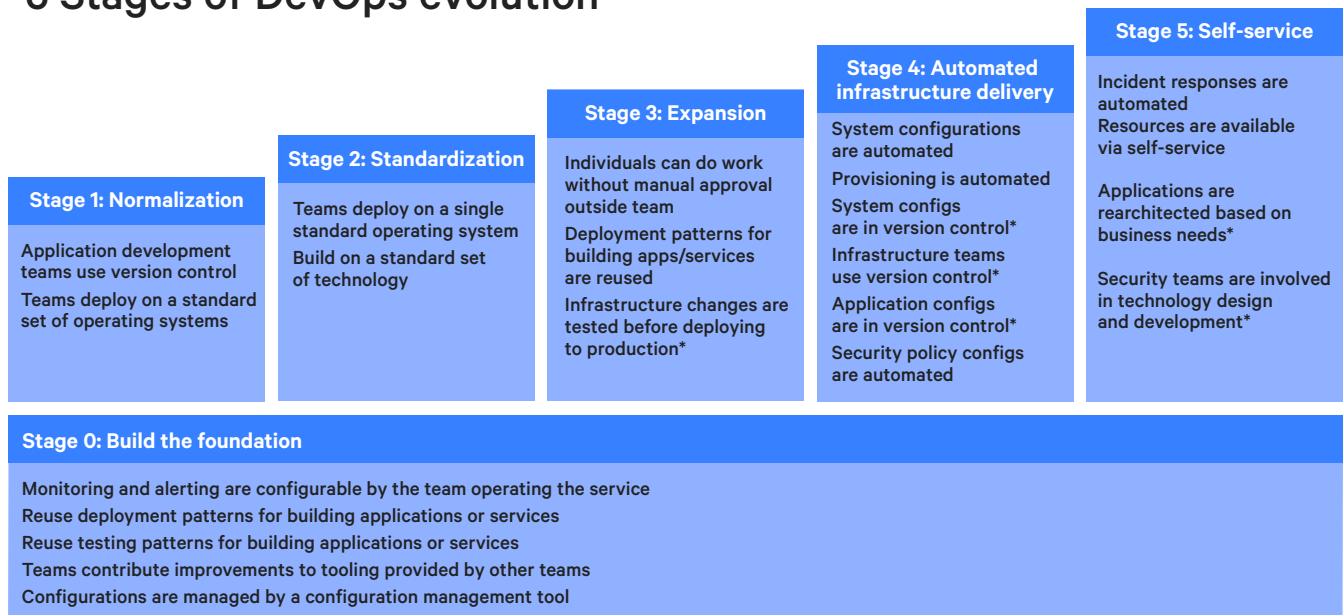 Stages of DevOps evolution
Stage 1: Normalization
Application development
teams use version control
Teams deploy on a standard
set of operating systems
Stage 2: Standardization
Teams deploy on a single
standard operating system
Build on a standard set
of technology
Stage 3: Expansion
Individuals can do work
without manual approval
outside team
Deployment patterns for
building apps/services
are reused
Infrastructure changes are
tested before deploying
to production*
Stage 4: Automated
infrastructure delivery
System configurations
are automated
Provisioning is automated
System configs
are in version control*
Infrastructure teams
use version control*
Application configs
are in version control*
Security policy configs
are automated
Stage 5: Self-service
Incident responses are
automated
Resources are available
via self-service
Applications are
rearchitected based on
business needs*
Security teams are involved
in technology design
and development*
Stage 0: Build the foundation
Monitoring and alerting are configurable by the team operating the service
Reuse deployment patterns for building applications or services
Reuse testing patterns for building applications or services
Teams contribute improvements to tooling provided by other teams
Configurations are managed by a configuration management tool